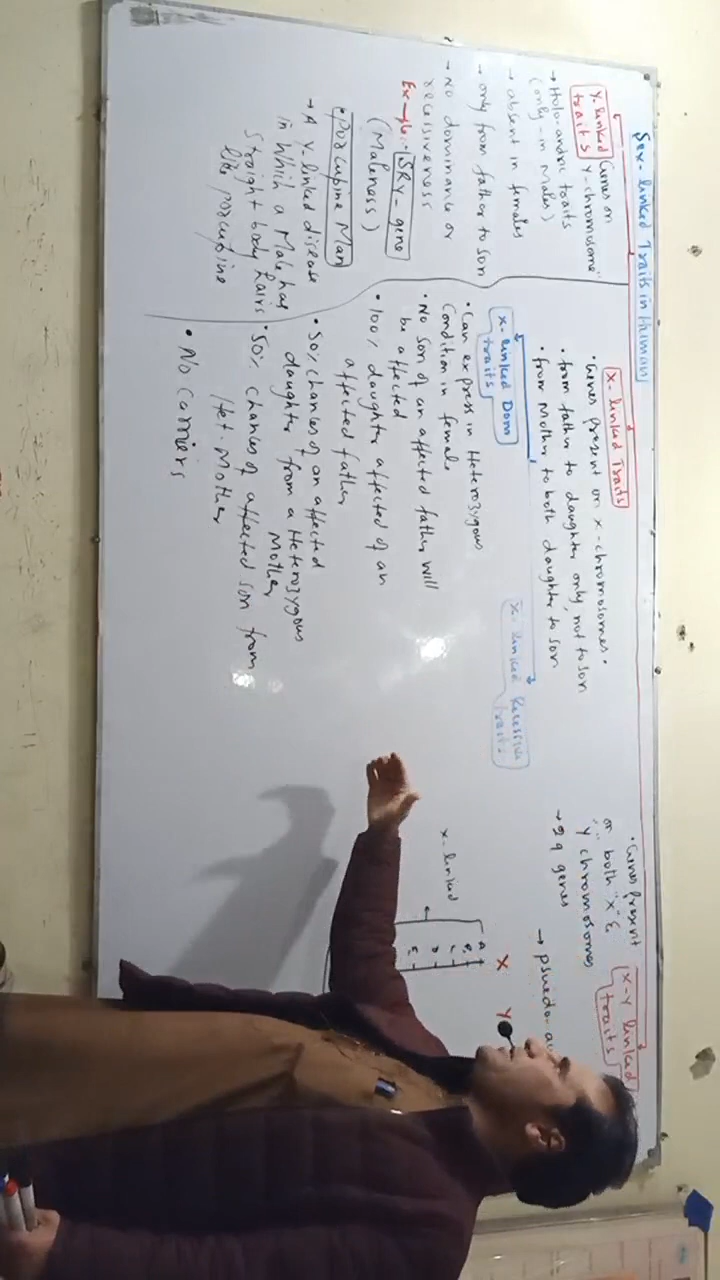 Sex-linked Traits in Human
Y-linked traits
Genes on Y-chromosome
→ Holo-andric traits
(only-in Males)
→ absent in females
→ only from father to son
→ No dominance or
recessiveness
SRY-gene
(Maleness)
Porcupine Man
→ A Y-linked disease
in which a Male has
straight body hairs
like porcupine
X-linked Traits
• Genes present on X-chromosomes.
• from father to daughter only, not to son
• from Mother to both daughter to son
X-linked Dom
traits
• Can express in Heterozygous
Condition in female
• No son of an affected father will
be affected
• 100% daughter affected of an
affected father
• 50% chances of an affected
daughter from a Heterozygous
Mother
• 50% chances of affected son from
Het. Mother
• No Carriers
X-linked Recessive
traits
X-Y linked
traits
• Genes present
on both "X" &
Y chromosomes
→ 29 genes
→
X Y
X-linked
A